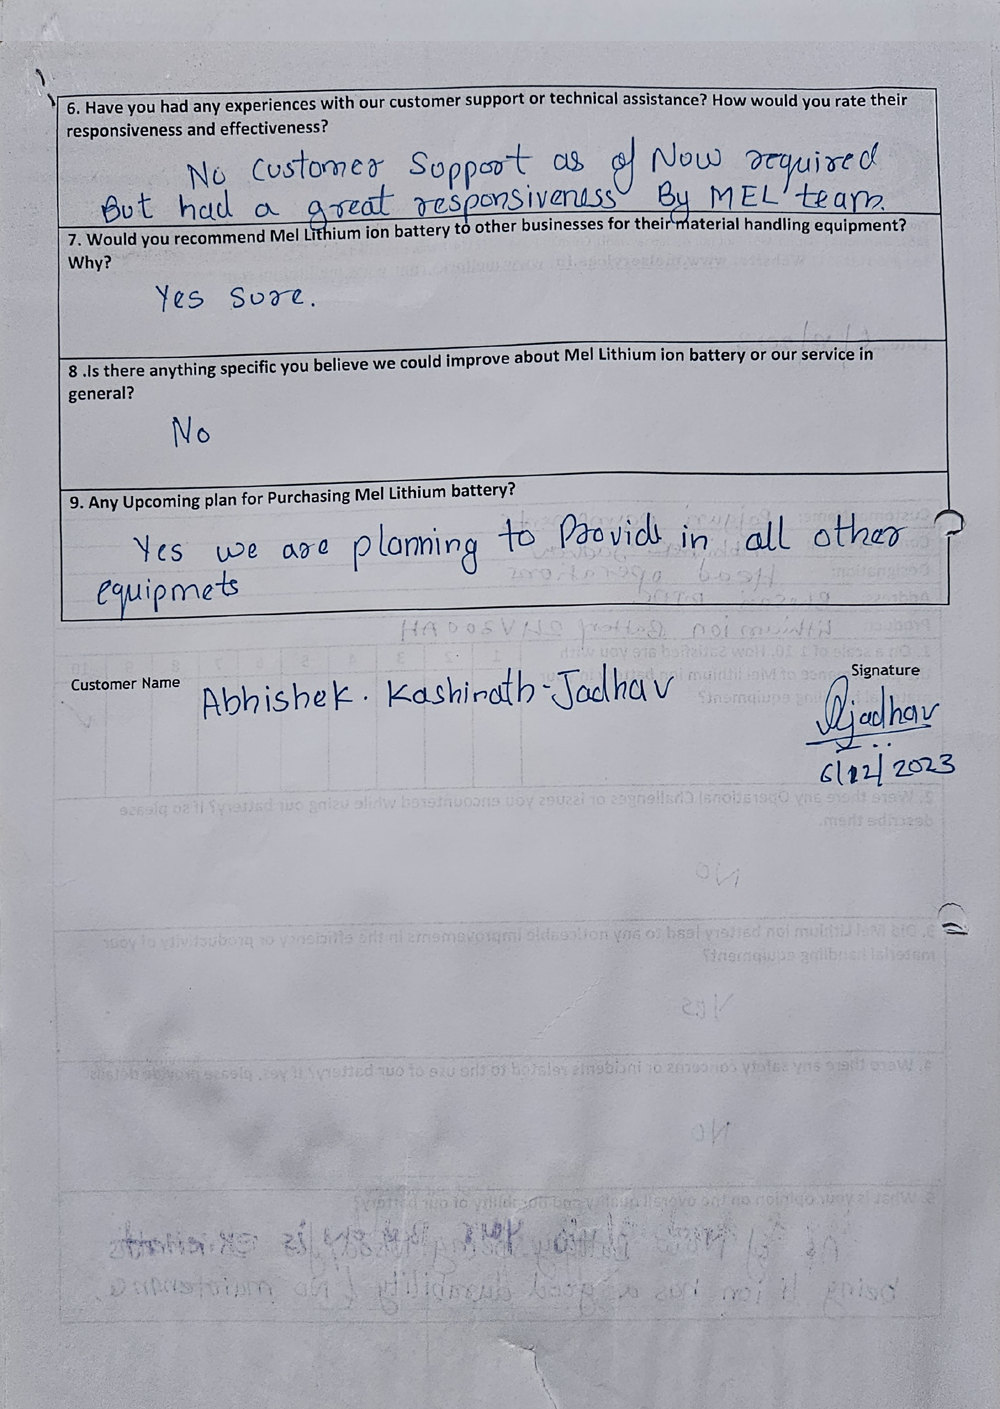 6. Have you had any experiences with our customer support or technical assistance? How would you rate their
responsiveness and effectiveness?
No Customer Support as of Now required
But had a great responsiveness By MEL team.
7. Would you recommend Mel Lithium ion battery to other businesses for their material handling equipment?
Why?
Yes sure.
8 .Is there anything specific you believe we could improve about Mel Lithium ion battery or our service in
general?
No
9. Any Upcoming plan for Purchasing Mel Lithium battery?
Yes we are planning to Provide in all other
equipmets
Customer Name Abhishek. Kashinath-Jadhav
Signature
Ajadhav
6/12/2023